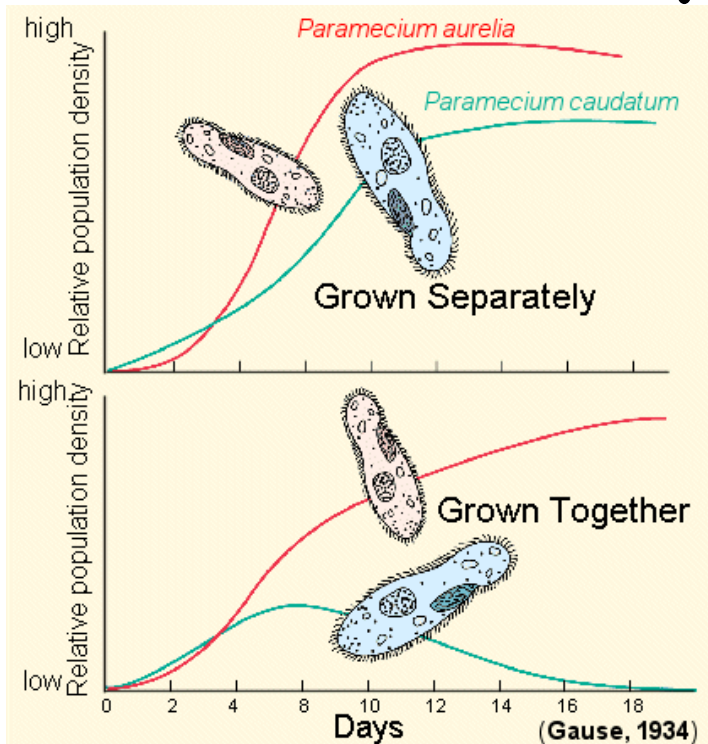 high
Paramecium aurelia
Paramecium caudatum
Relative population density
Grown Separately
low
high
Relative population density
Grown Together
low
0 2 4 6 8 10 12 14 16 18
Days
(Gause, 1934)